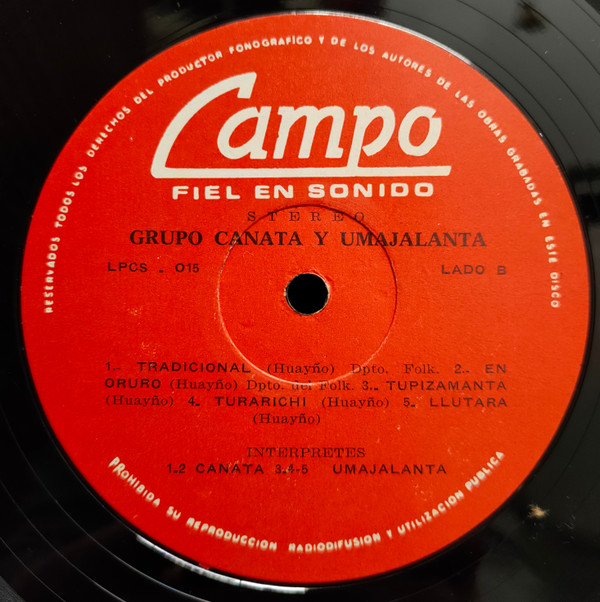 RESERVADOS TODOS LOS DERECHOS DEL PRODUCTOR FONOGRAFICO Y DE LOS AUTORES DE LAS OBRAS GRABADAS EN ESTE DISCO
Campo
FIEL EN SONIDO
STEREO
GRUPO CANATA Y UMAJALANTA
LPCS - 015 LADO B
1.- TRADICIONAL (Huayño) Dpto. Folk. 2.- EN
ORURO (Huayño) Dpto. del Folk. 3.- TUPIZAMANTA
(Huayño) 4.- TURARICHI (Huayño) 5.- LLUTARA
(Huayño)
INTERPRETES
1.2 CANATA 3.4-5 UMAJALANTA
PROHIBIDA SU REPRODUCCION RADIODIFUSION Y UTILIZACION PUBLICA